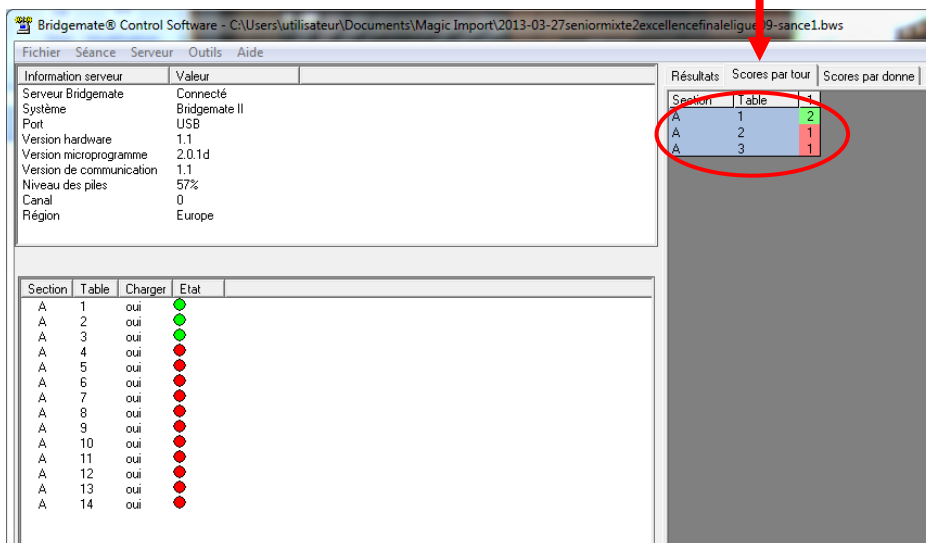 Bridgemate® Control Software - C:\Users\utilisateur\Documents\Magic Import\2013-03-27seniormixte2excellencefinaleligue 9-sance1.bws
Fichier Séance Serveur Outils Aide
Information serveur Valeur
Serveur Bridgemate Connecté
Système Bridgemate II
Port USB
Version hardware 1.1
Version microprogramme 2.0.1d
Version de communication 1.1
Niveau des piles 57%
Canal 0
Région Europe
Résultats Scores par tour Scores par donne
Section Table 1
A 1 2
A 2 1
A 3 1
Section Table Charger Etat
A 1 oui
A 2 oui
A 3 oui
A 4 oui
A 5 oui
A 6 oui
A 7 oui
A 8 oui
A 9 oui
A 10 oui
A 11 oui
A 12 oui
A 13 oui
A 14 oui